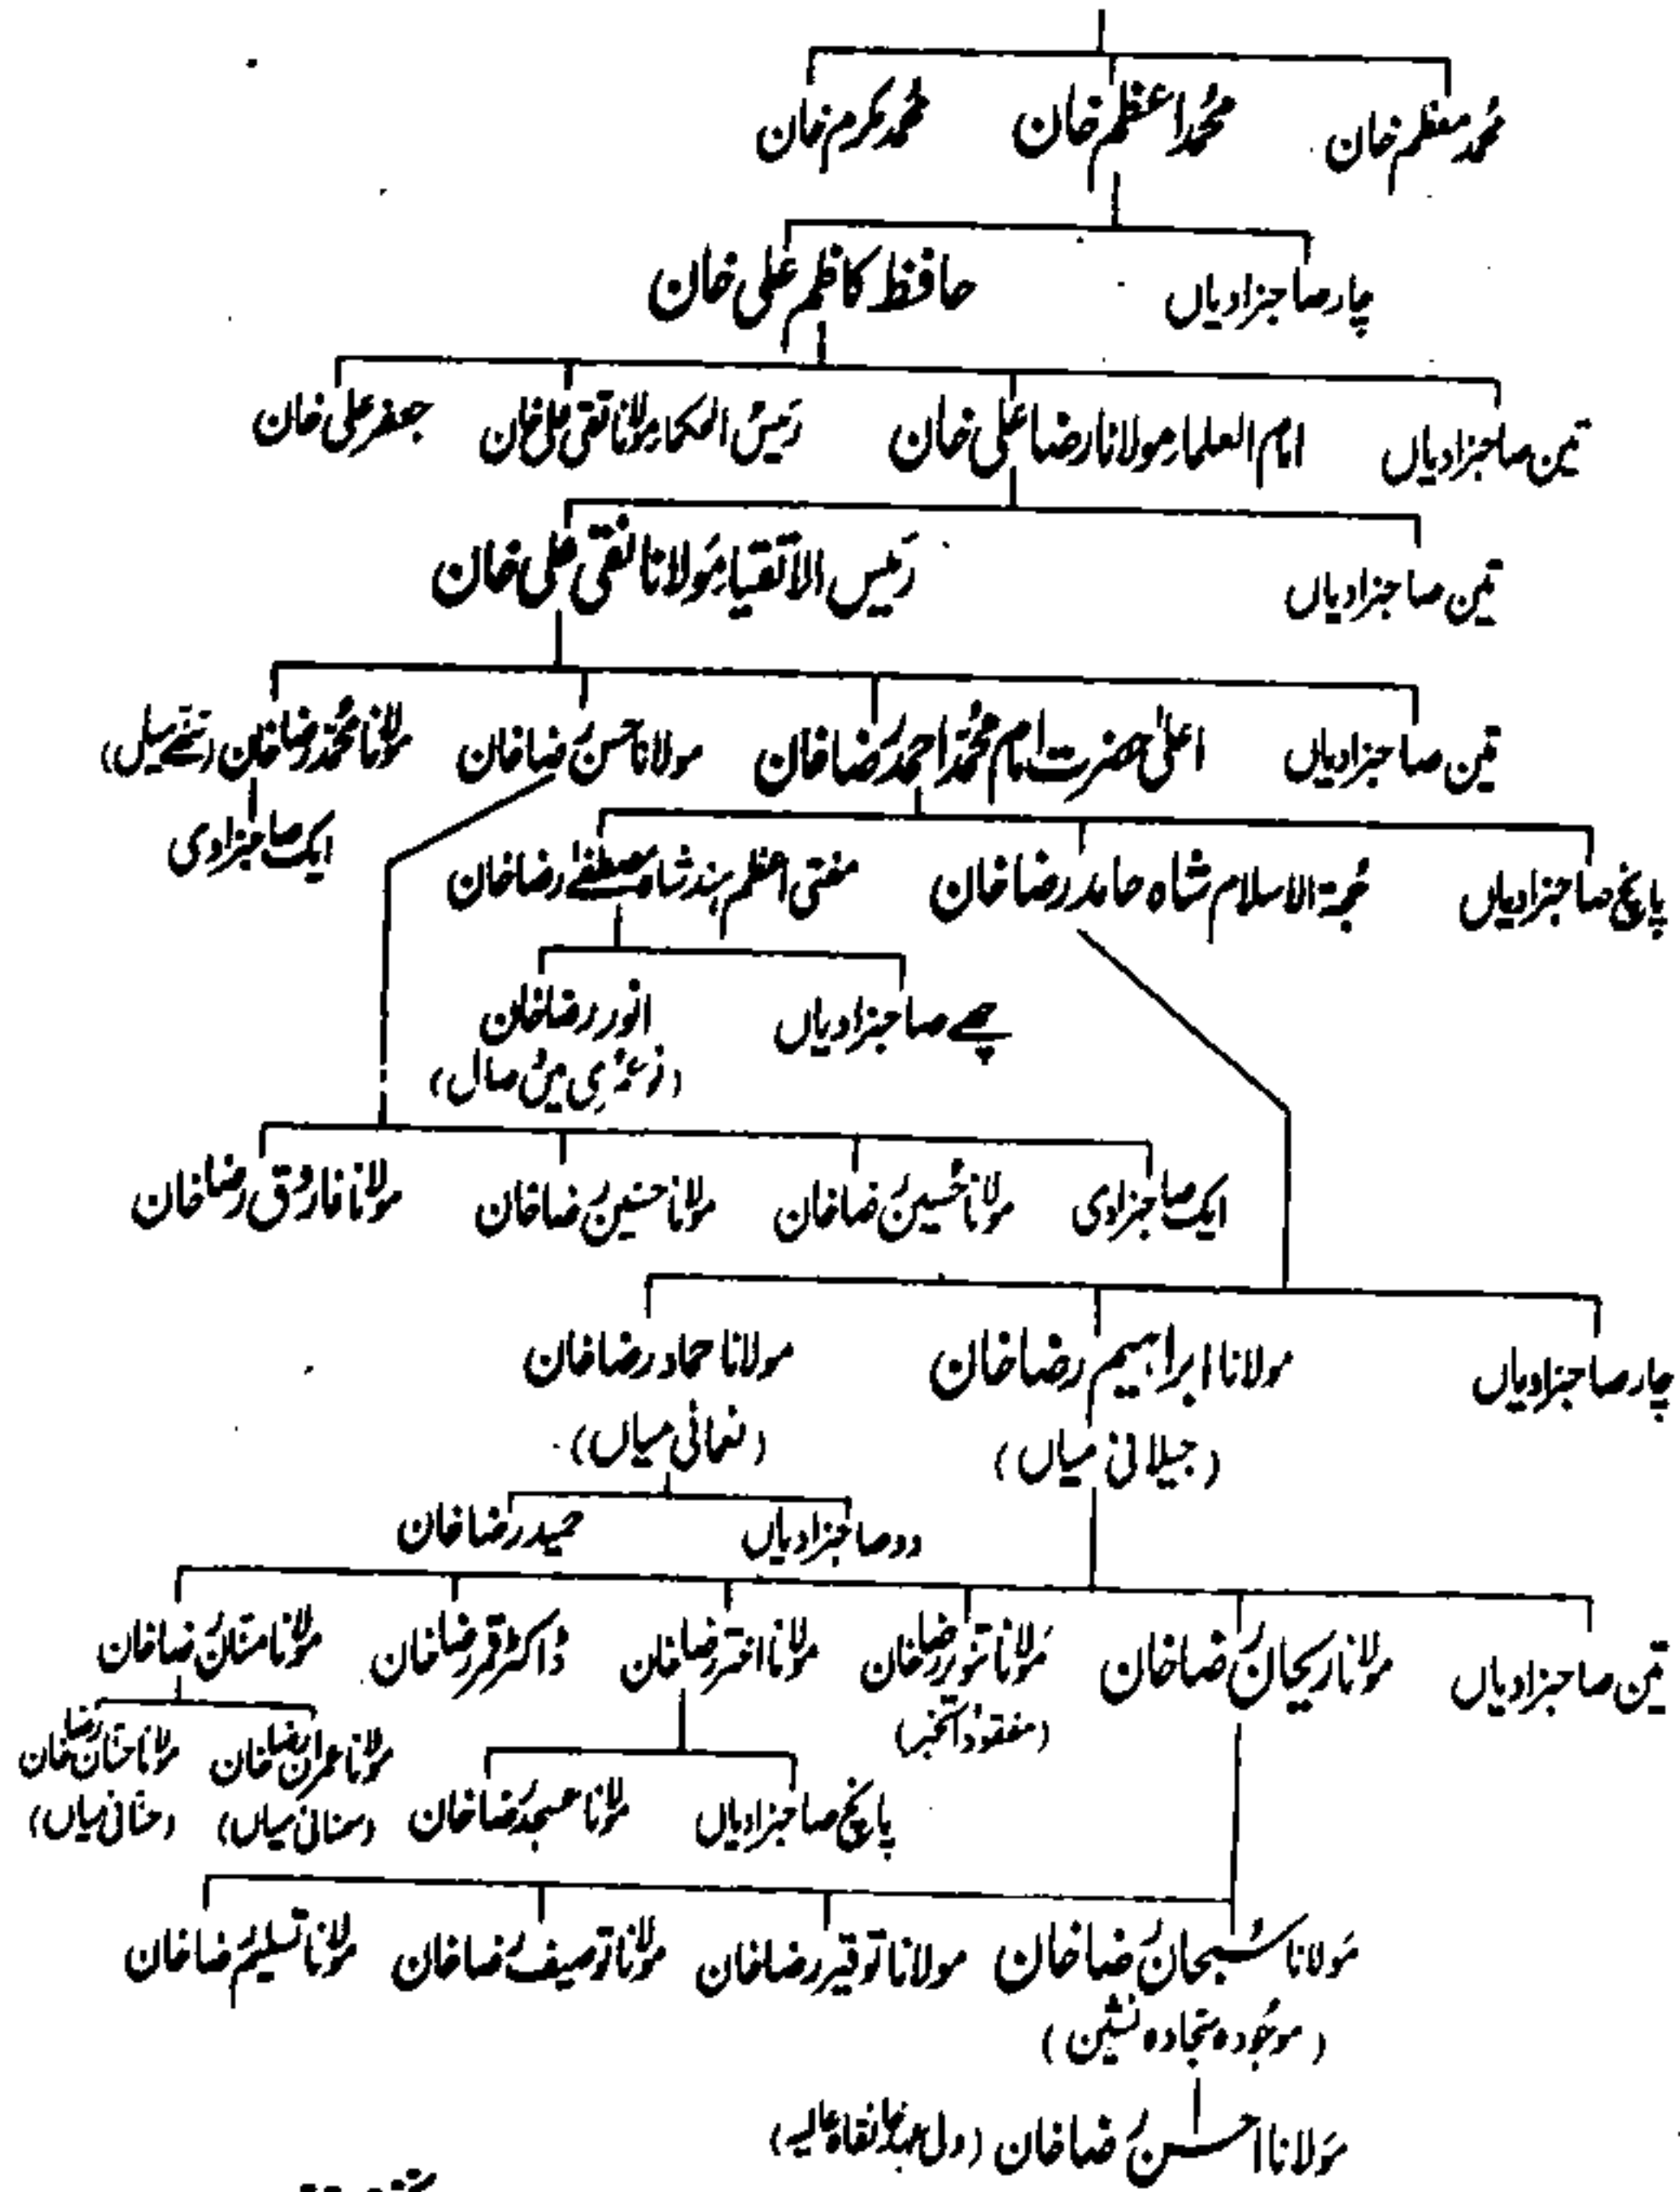 محمد معظم خان محمد اعظم خان محمد مکرم خان
چار صاحبزادیاں حافظ کاظم علی خان
تین صاحبزادیاں امام العلماء مولانا رضا علی خان رئیس الحکماء مولانا تقی علی خان جعفر علی خان
تین صاحبزادیاں رئیس الاتقیاء مولانا نقی علی خان
تین صاحبزادیاں اعلیٰ حضرت امام محمد احمد رضا خان مولانا حسن رضا خان مولانا محمد رضا خان (ننھے میاں)
ایک صاحبزادی
پانچ صاحبزادیاں حجۃ الاسلام شاہ حامد رضا خان مفتی اعظم ہند شاہ مصطفےٰ رضا خان
چھے صاحبزادیاں انور رضا خان
ایک صاحبزادی مولانا حسین رضا خان مولانا حسنین رضا خان مولانا فاروق رضا خان
چار صاحبزادیاں مولانا ابراہیم رضا خان مولانا حماد رضا خان
(جیلانی میاں) (نعمانی میاں)
دو صاحبزادیاں حمید رضا خان
تین صاحبزادیاں مولانا ریحان رضا خان مولانا تنویر رضا خان مولانا اختر رضا خان ڈاکٹر قمر رضا خان مولانا منان رضا خان
(مفقود الخبر)
پانچ صاحبزادیاں مولانا عسجد رضا خان مولانا عمران رضا خان مولانا حنان رضا خان
(سمنانی میاں) (حنانی میاں)
مولانا سبحان رضا خان مولانا توقیر رضا خان مولانا توصیف رضا خان مولانا تسلیم رضا خان
(موجودہ سجادہ نشین)
مولانا احسن رضا خان (ولی عہد خانقاہ عالیہ)